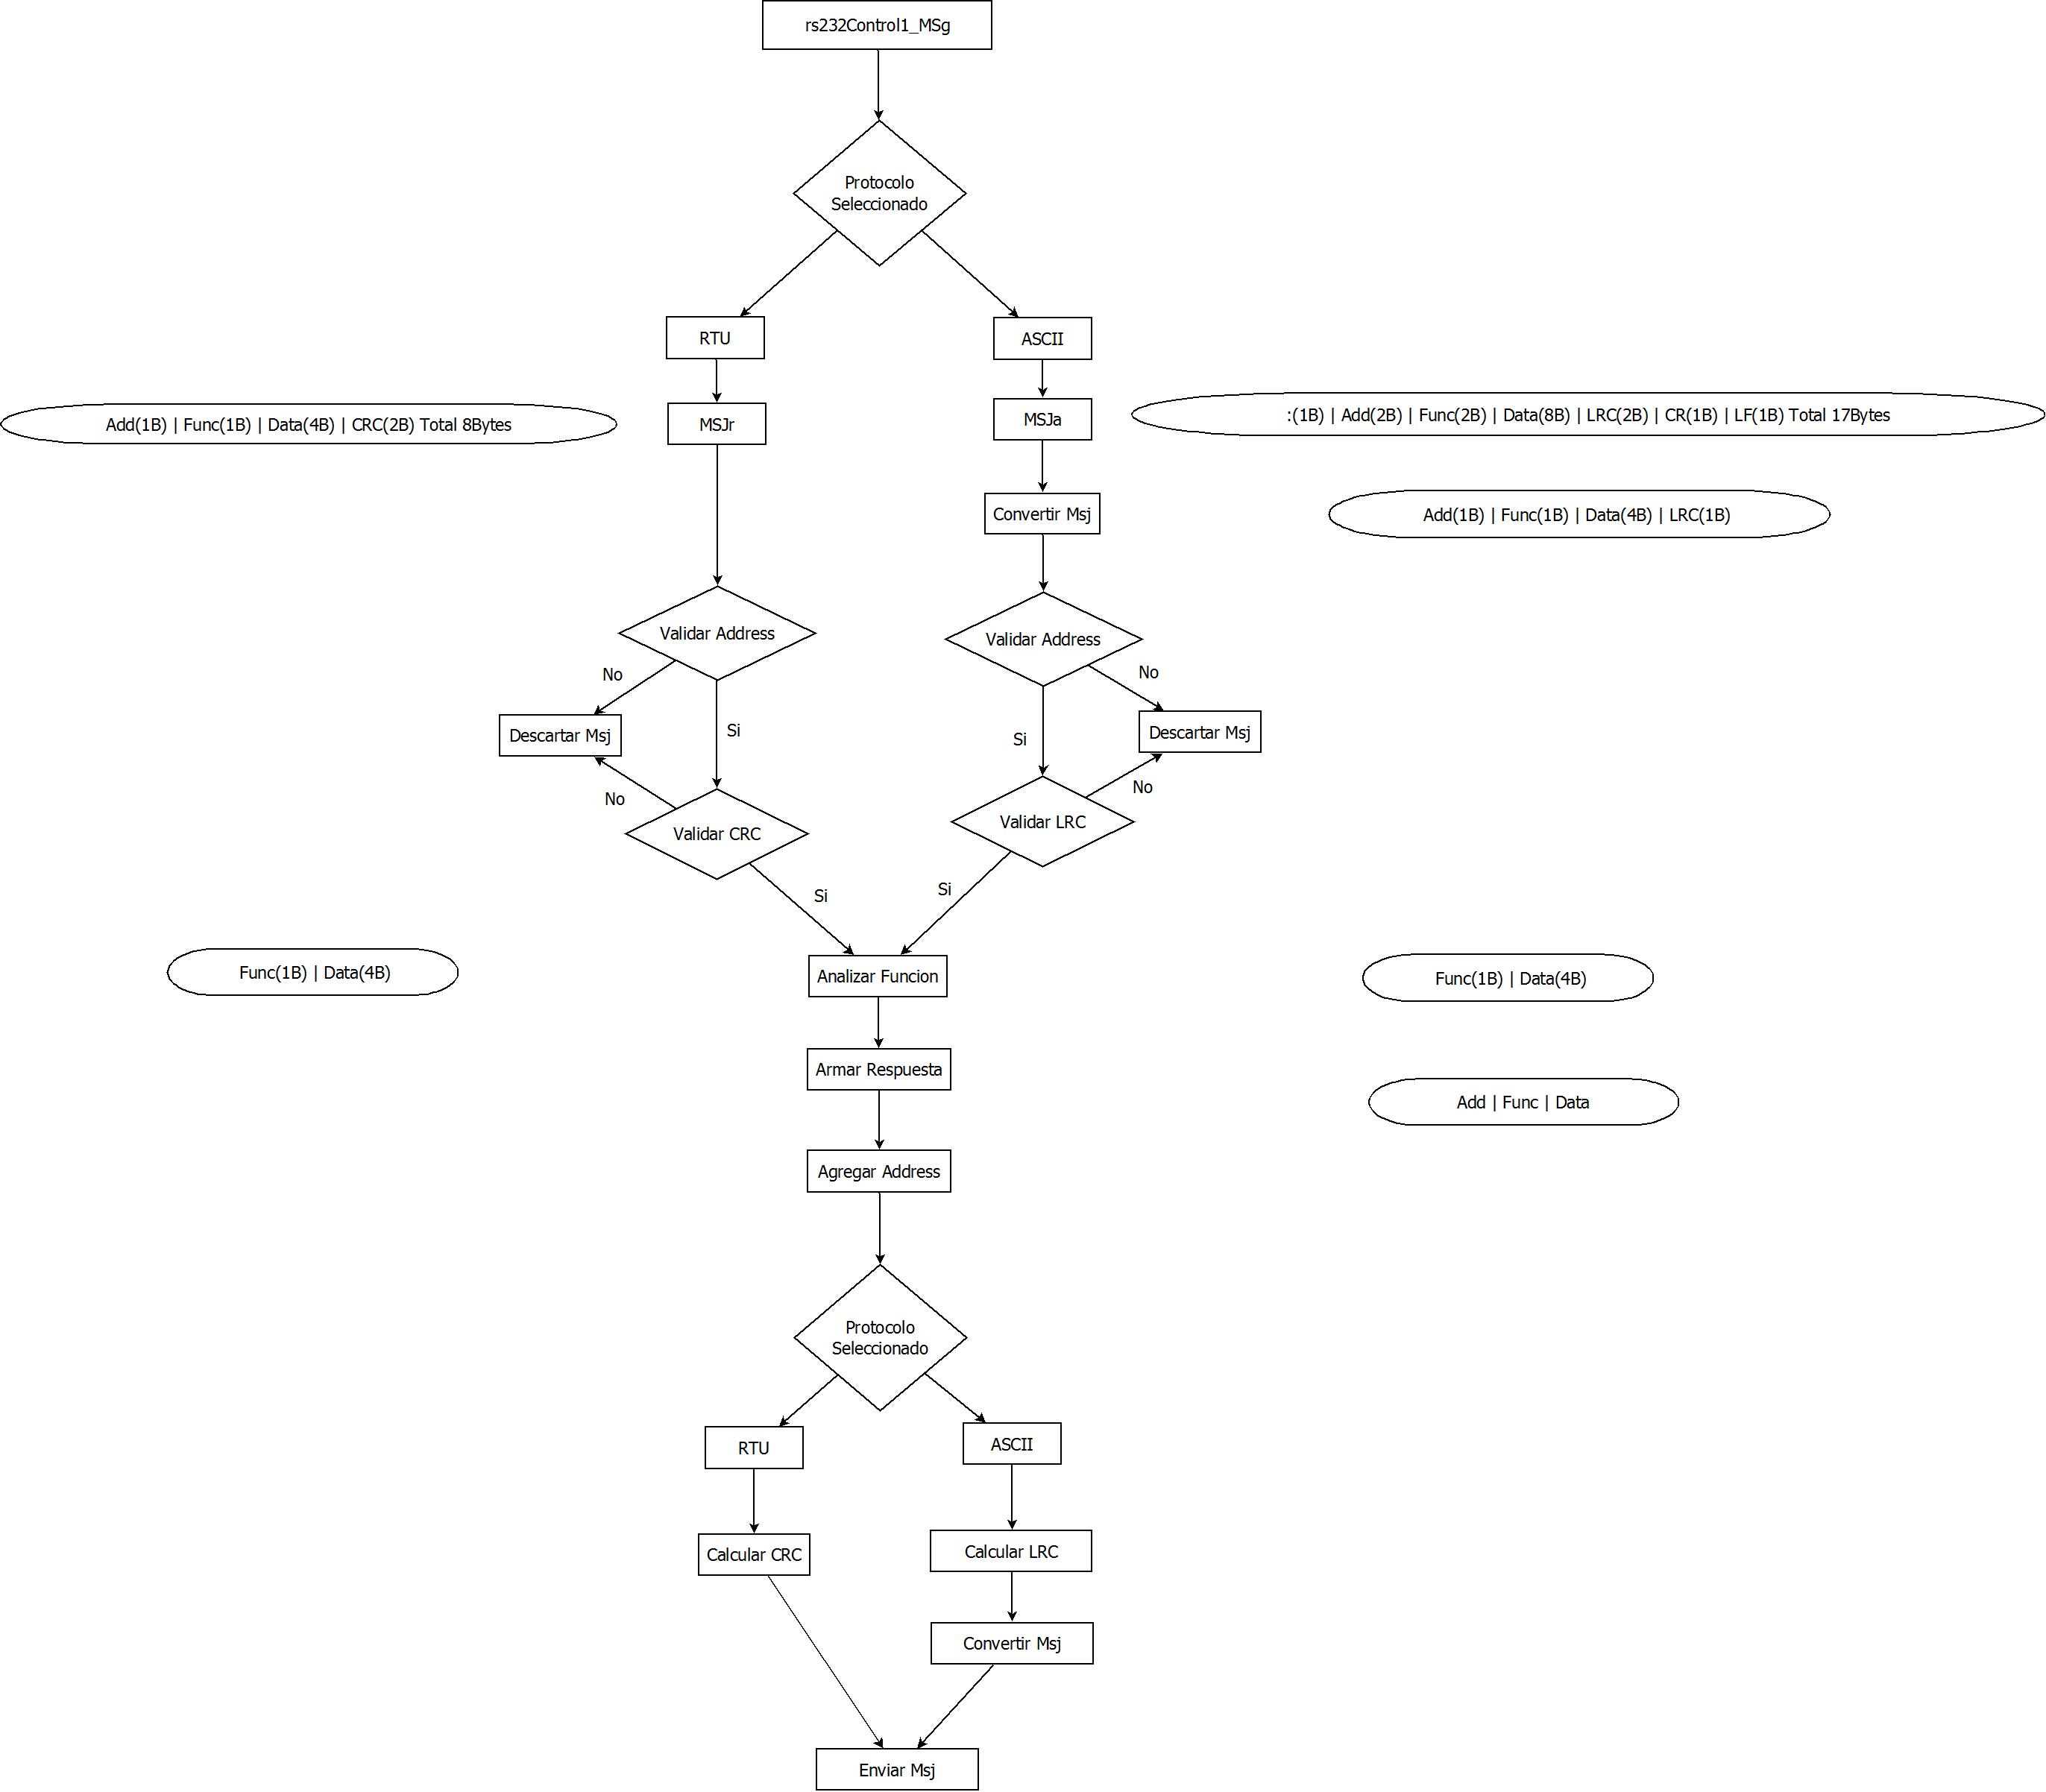 rs232Control1_MSg
Protocolo
Seleccionado
RTU
ASCII
Add(1B) | Func(1B) | Data(4B) | CRC(2B) Total 8Bytes
MSJr
MSJa
:(1B) | Add(2B) | Func(2B) | Data(8B) | LRC(2B) | CR(1B) | LF(1B) Total 17Bytes
Convertir Msj
Add(1B) | Func(1B) | Data(4B) | LRC(1B)
Validar Address
Validar Address
No
No
Descartar Msj
Si
Si
Descartar Msj
No
No
Validar CRC
Validar LRC
Si
Si
Func(1B) | Data(4B)
Analizar Funcion
Func(1B) | Data(4B)
Armar Respuesta
Add | Func | Data
Agregar Address
Protocolo
Seleccionado
RTU
ASCII
Calcular CRC
Calcular LRC
Convertir Msj
Enviar Msj